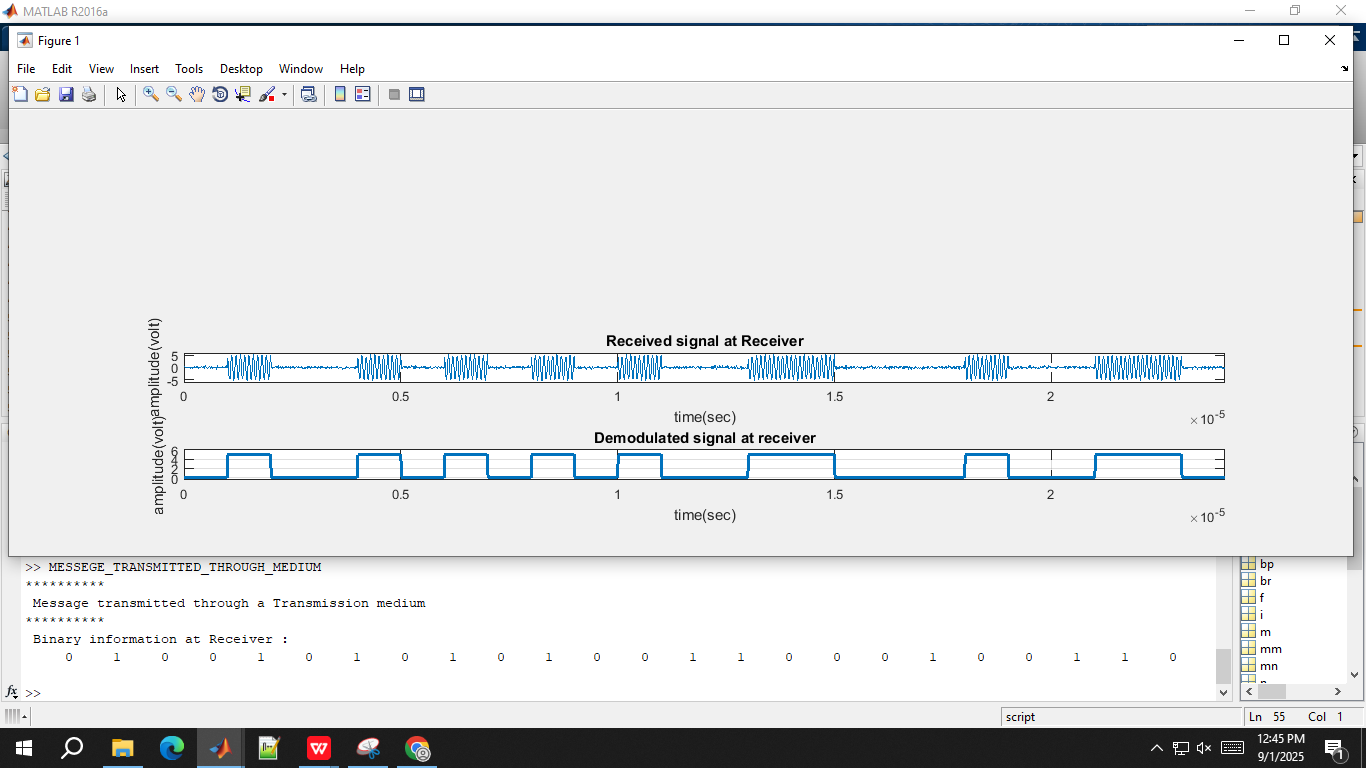 MATLAB R2016a
Figure 1
File Edit View Insert Tools Desktop Window Help
Received signal at Receiver
amplitude(volt)
5
0
-5
0 0.5 1 1.5 2
×10-5
time(sec)
Demodulated signal at receiver
amplitude(volt)
6
4
2
0
0 0.5 1 1.5 2
×10-5
time(sec)
>> MESSEGE_TRANSMITTED_THROUGH_MEDIUM
**********
Message transmitted through a Transmission medium
**********
Binary information at Receiver :
0 1 0 0 1 0 1 0 1 0 1 0 0 1 1 0 0 0 1 0 0 1 1 0
fx >>
bp
br
f
i
m
mm
mn
script
Ln 55 Col 1
12:45 PM
9/1/2025
1